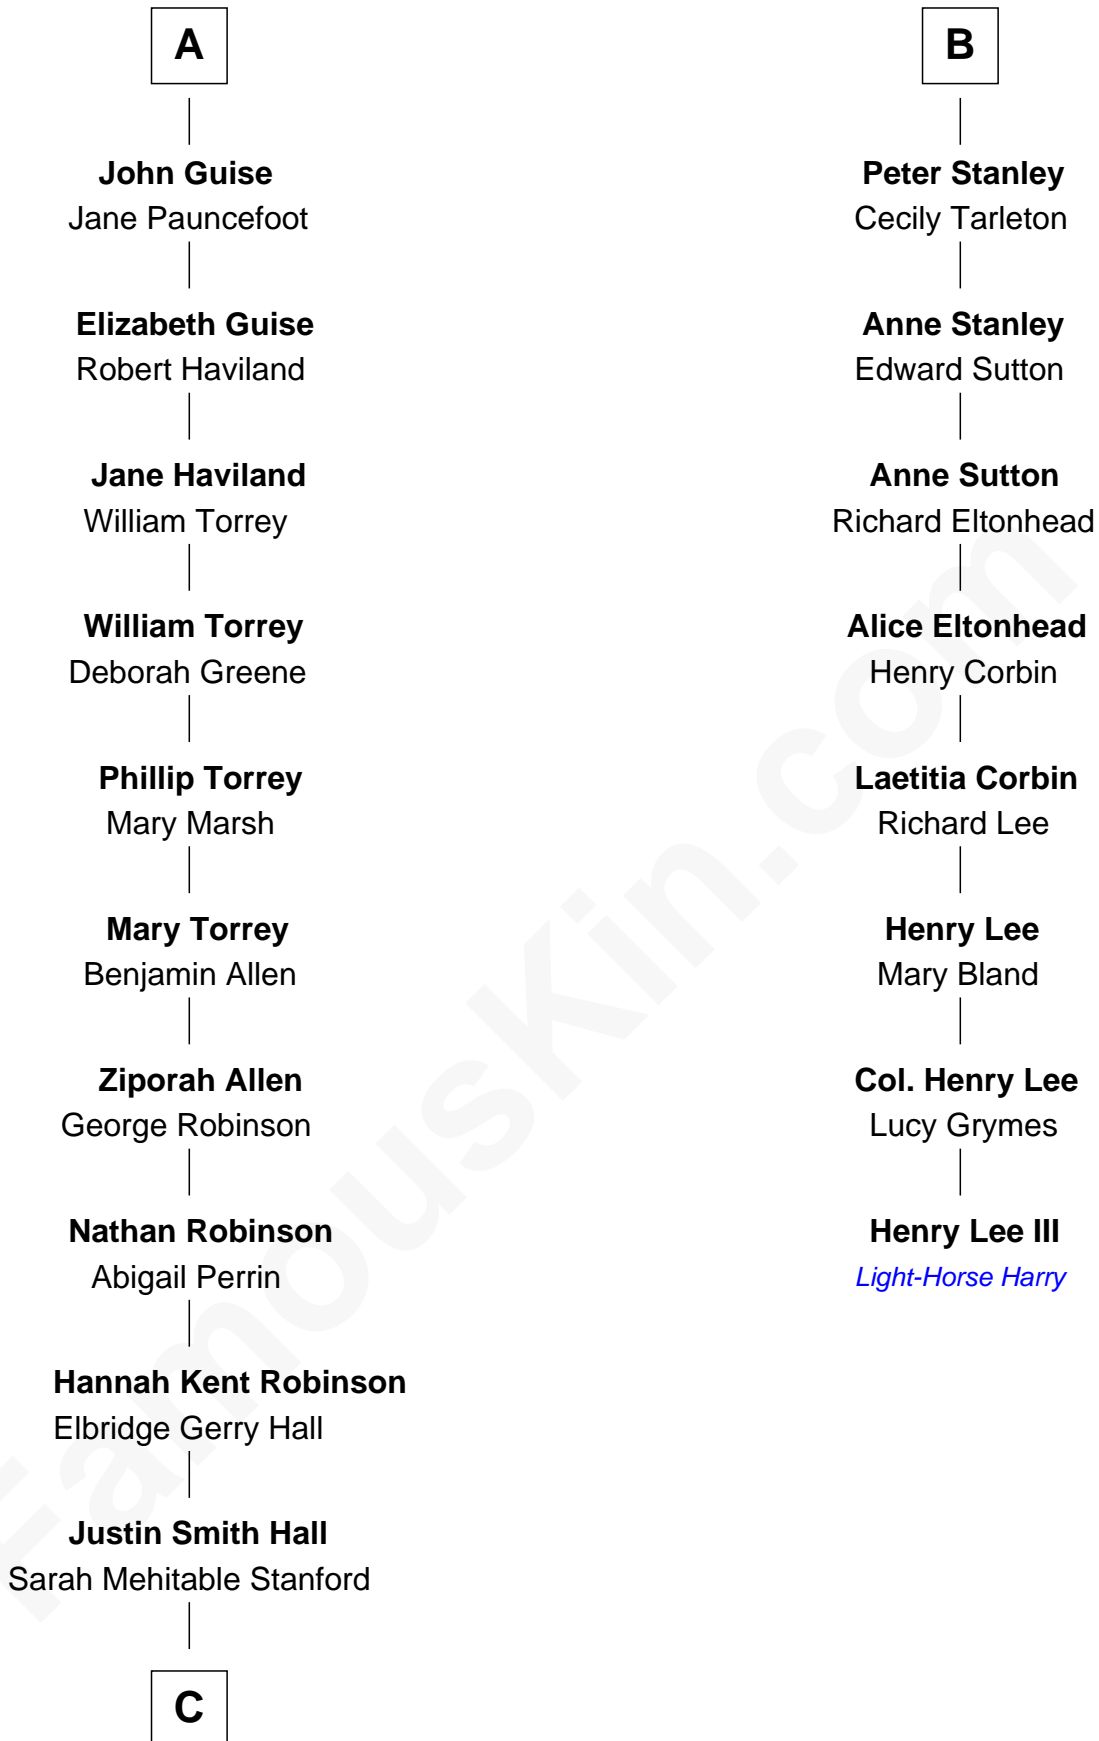 A
John Guise
Jane Pauncefoot
Elizabeth Guise
Robert Haviland
Jane Haviland
William Torrey
William Torrey
Deborah Greene
Phillip Torrey
Mary Marsh
Mary Torrey
Benjamin Allen
Ziporah Allen
George Robinson
Nathan Robinson
Abigail Perrin
Hannah Kent Robinson
Elbridge Gerry Hall
Justin Smith Hall
Sarah Mehitable Stanford
C
B
Peter Stanley
Cecily Tarleton
Anne Stanley
Edward Sutton
Anne Sutton
Richard Eltonhead
Alice Eltonhead
Henry Corbin
Laetitia Corbin
Richard Lee
Henry Lee
Mary Bland
Col. Henry Lee
Lucy Grymes
Henry Lee III
Light-Horse Harry
FamousKin.com